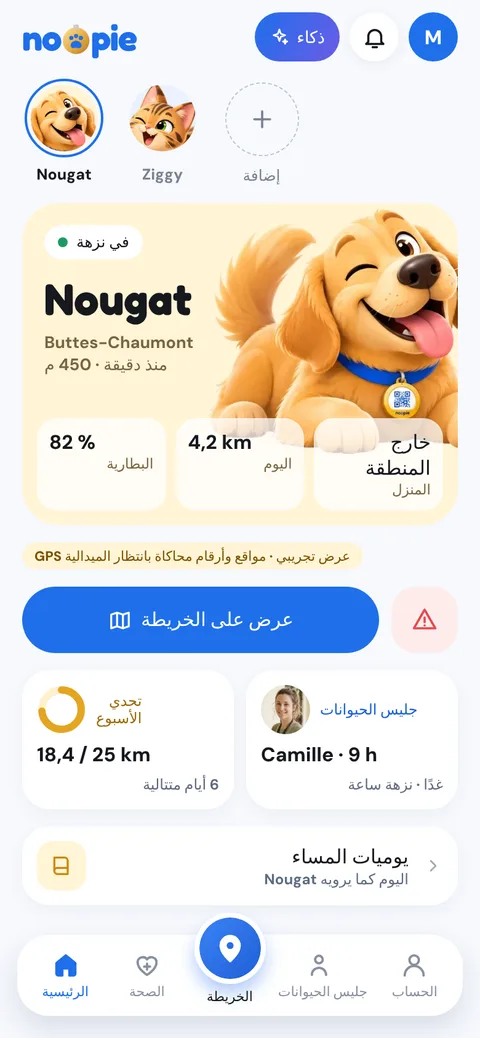 noopie
ذكاء
M
Nougat
Ziggy
إضافة
في نزهة
Nougat
Buttes-Chaumont
منذ دقيقة · 450 م
noopie
82 %
البطارية
4,2 km
اليوم
خارج
المنطقة
المنزل
عرض تجريبي · مواقع وأرقام محاكاة بانتظار الميدالية GPS
عرض على الخريطة
تحدي
الأسبوع
18,4 / 25 km
6 أيام متتالية
جليس الحيوانات
Camille · 9 h
غدًا · نزهة ساعة
يوميات المساء
اليوم كما يرويه Nougat
الرئيسية
الصحة
الخريطة
جليس الحيوانات
الحساب